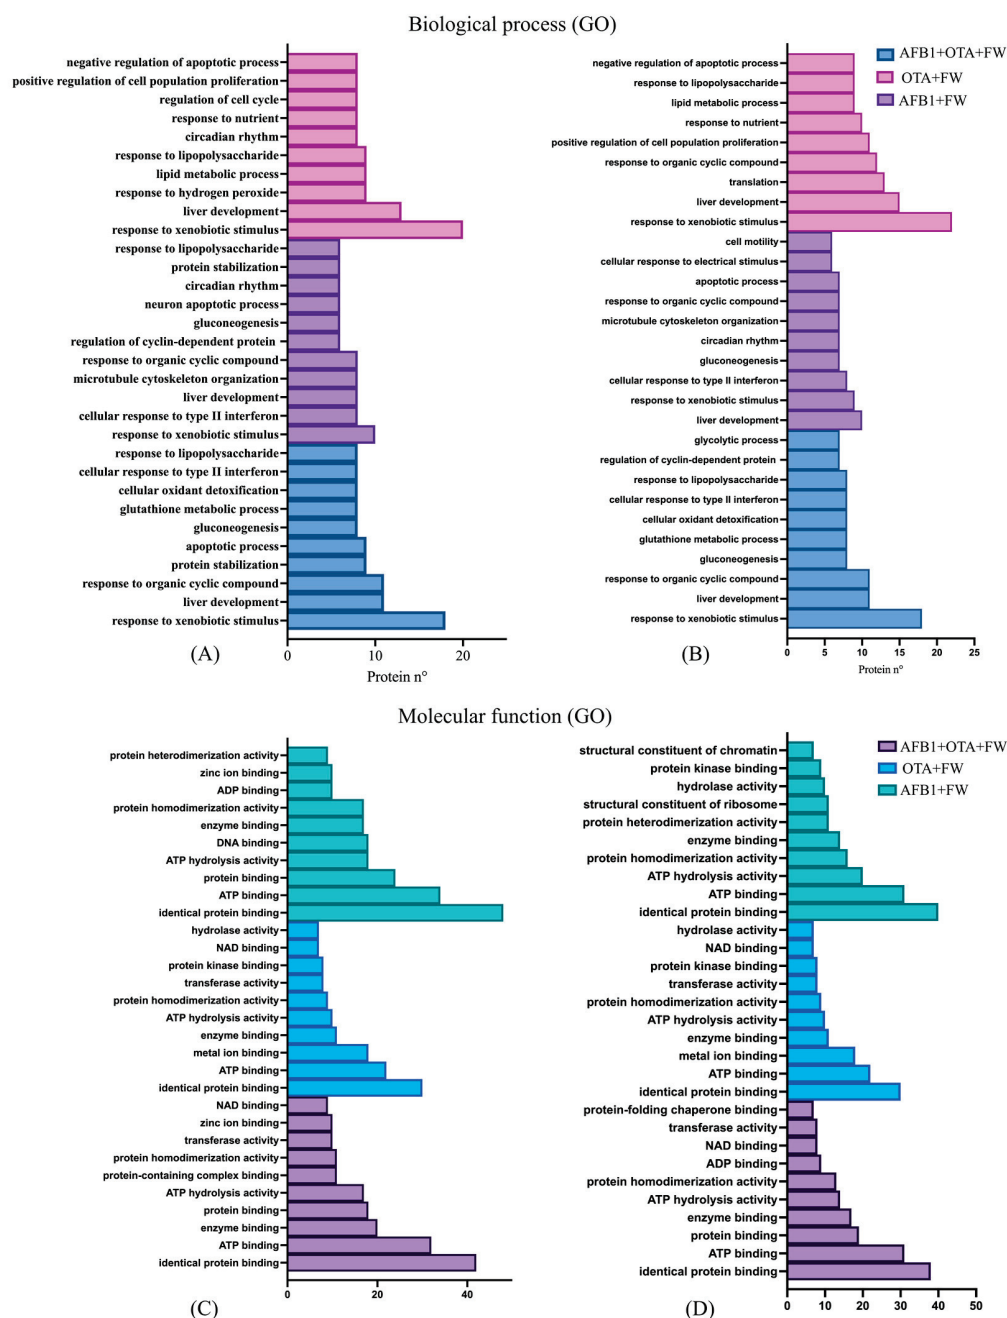 Biological process (GO)
negative regulation of apoptotic process
positive regulation of cell population proliferation
regulation of cell cycle
response to nutrient
circadian rhythm
response to lipopolysaccharide
lipid metabolic process
response to hydrogen peroxide
liver development
response to xenobiotic stimulus
response to lipopolysaccharide
protein stabilization
circadian rhythm
neuron apoptotic process
gluconeogenesis
regulation of cyclin-dependent protein
response to organic cyclic compound
microtubule cytoskeleton organization
liver development
cellular response to type II interferon
response to xenobiotic stimulus
response to lipopolysaccharide
cellular response to type II interferon
cellular oxidant detoxification
glutathione metabolic process
gluconeogenesis
apoptotic process
protein stabilization
response to organic cyclic compound
liver development
response to xenobiotic stimulus
0 10 20
Protein n°
(A)
negative regulation of apoptotic process
response to lipopolysaccharide
lipid metabolic process
response to nutrient
positive regulation of cell population proliferation
response to organic cyclic compound
translation
liver development
response to xenobiotic stimulus
cell motility
cellular response to electrical stimulus
apoptotic process
response to organic cyclic compound
microtubule cytoskeleton organization
circadian rhythm
gluconeogenesis
cellular response to type II interferon
response to xenobiotic stimulus
liver development
glycolytic process
regulation of cyclin-dependent protein
response to lipopolysaccharide
cellular response to type II interferon
cellular oxidant detoxification
glutathione metabolic process
gluconeogenesis
response to organic cyclic compound
liver development
response to xenobiotic stimulus
0 5 10 15 20 25
Protein n°
(B)
AFB1+OTA+FW
OTA+FW
AFB1+FW
Molecular function (GO)
protein heterodimerization activity
zinc ion binding
ADP binding
protein homodimerization activity
enzyme binding
DNA binding
ATP hydrolysis activity
protein binding
ATP binding
identical protein binding
hydrolase activity
NAD binding
protein kinase binding
transferase activity
protein homodimerization activity
ATP hydrolysis activity
enzyme binding
metal ion binding
ATP binding
identical protein binding
NAD binding
zinc ion binding
transferase activity
protein homodimerization activity
protein-containing complex binding
ATP hydrolysis activity
protein binding
enzyme binding
ATP binding
identical protein binding
0 20 40
(C)
structural constituent of chromatin
protein kinase binding
hydrolase activity
structural constituent of ribosome
protein heterodimerization activity
enzyme binding
protein homodimerization activity
ATP hydrolysis activity
ATP binding
identical protein binding
hydrolase activity
NAD binding
protein kinase binding
transferase activity
protein homodimerization activity
ATP hydrolysis activity
enzyme binding
metal ion binding
ATP binding
identical protein binding
protein-folding chaperone binding
transferase activity
NAD binding
ADP binding
protein homodimerization activity
ATP hydrolysis activity
enzyme binding
protein binding
ATP binding
identical protein binding
0 10 20 30 40 50
(D)
AFB1+OTA+FW
OTA+FW
AFB1+FW